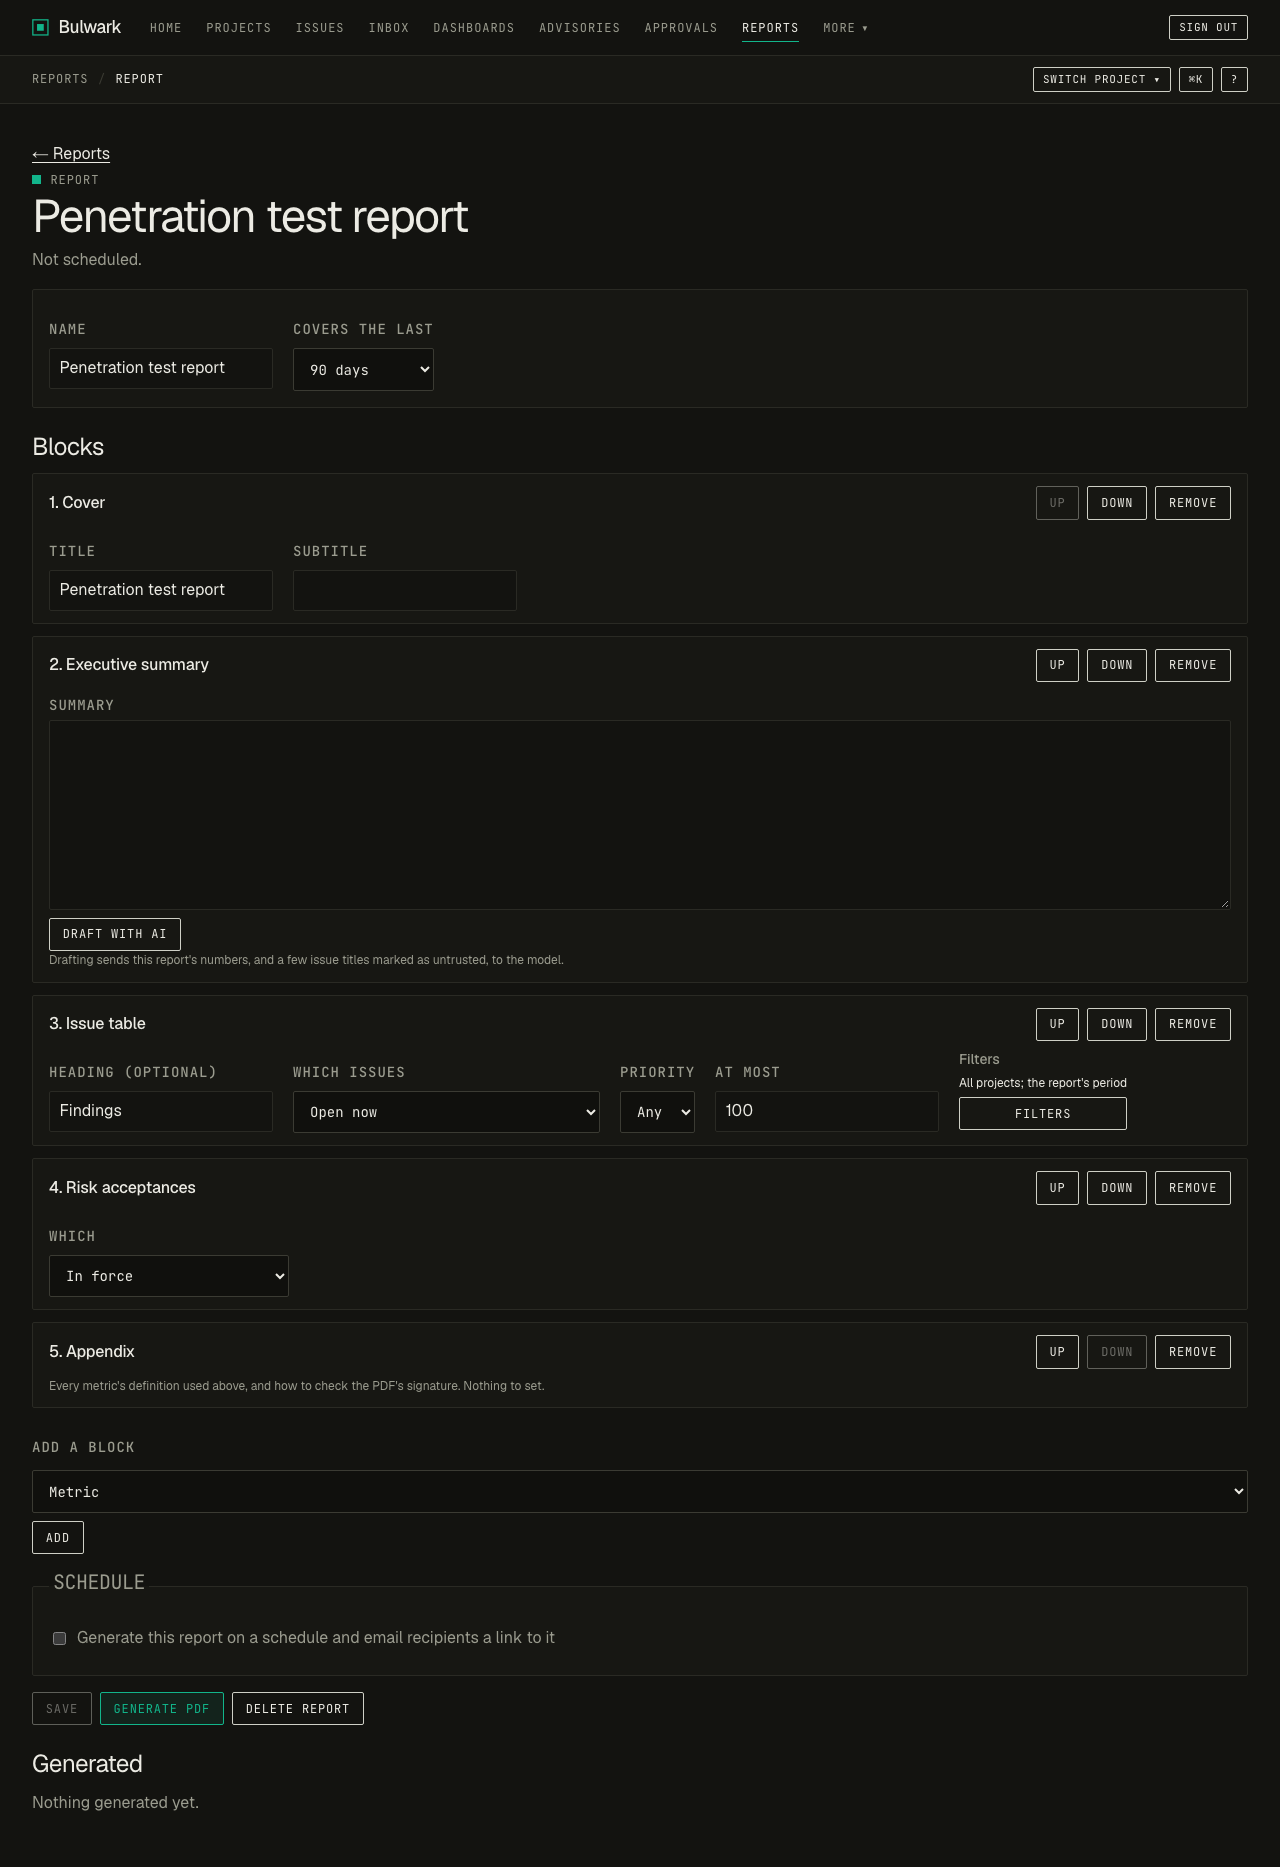 Bulwark HOME PROJECTS ISSUES INBOX DASHBOARDS ADVISORIES APPROVALS REPORTS MORE ▾ SIGN OUT
REPORTS / REPORT SWITCH PROJECT ▾ ⌘K ?
← Reports
REPORT
Penetration test report
Not scheduled.
NAME COVERS THE LAST
Penetration test report 90 days
Blocks
1. Cover UP DOWN REMOVE
TITLE SUBTITLE
Penetration test report
2. Executive summary UP DOWN REMOVE
SUMMARY
DRAFT WITH AI
Drafting sends this report's numbers, and a few issue titles marked as untrusted, to the model.
3. Issue table UP DOWN REMOVE
HEADING (OPTIONAL) WHICH ISSUES PRIORITY AT MOST Filters
Findings Open now Any 100 All projects; the report's period
FILTERS
4. Risk acceptances UP DOWN REMOVE
WHICH
In force
5. Appendix UP DOWN REMOVE
Every metric's definition used above, and how to check the PDF's signature. Nothing to set.
ADD A BLOCK
Metric
ADD
SCHEDULE
Generate this report on a schedule and email recipients a link to it
SAVE GENERATE PDF DELETE REPORT
Generated
Nothing generated yet.